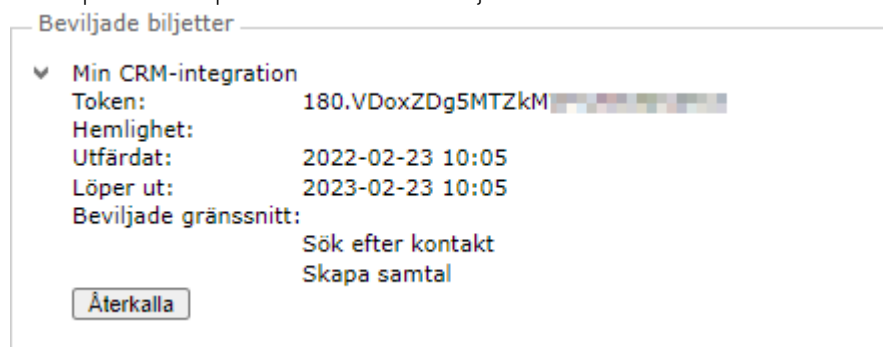 Beviljade biljetter
Min CRM-integration
Token: 180.VDoxZDg5MTZkM
Hemlighet:
Utfärdat: 2022-02-23 10:05
Löper ut: 2023-02-23 10:05
Beviljade gränssnitt:
Sök efter kontakt
Skapa samtal
Återkalla